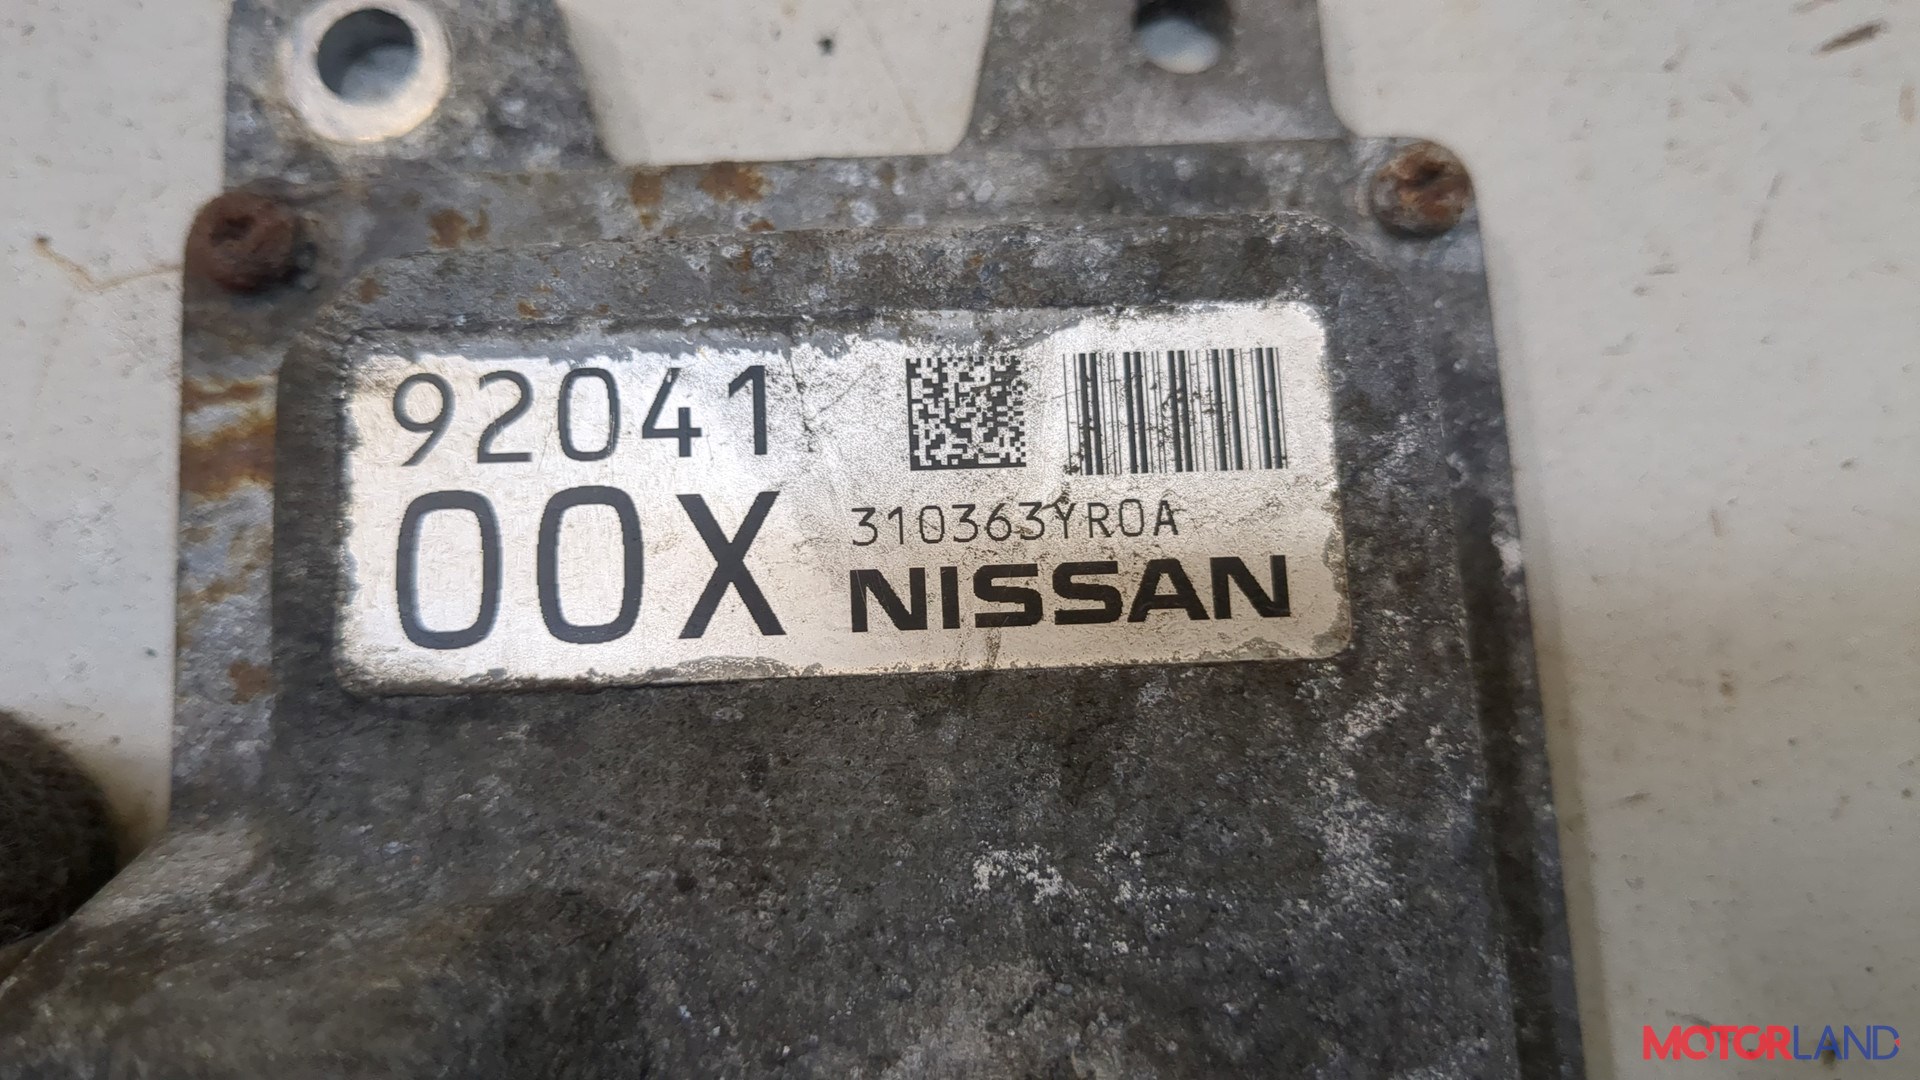 92041
00X
310363YR0A
NISSAN
MOTORLAND